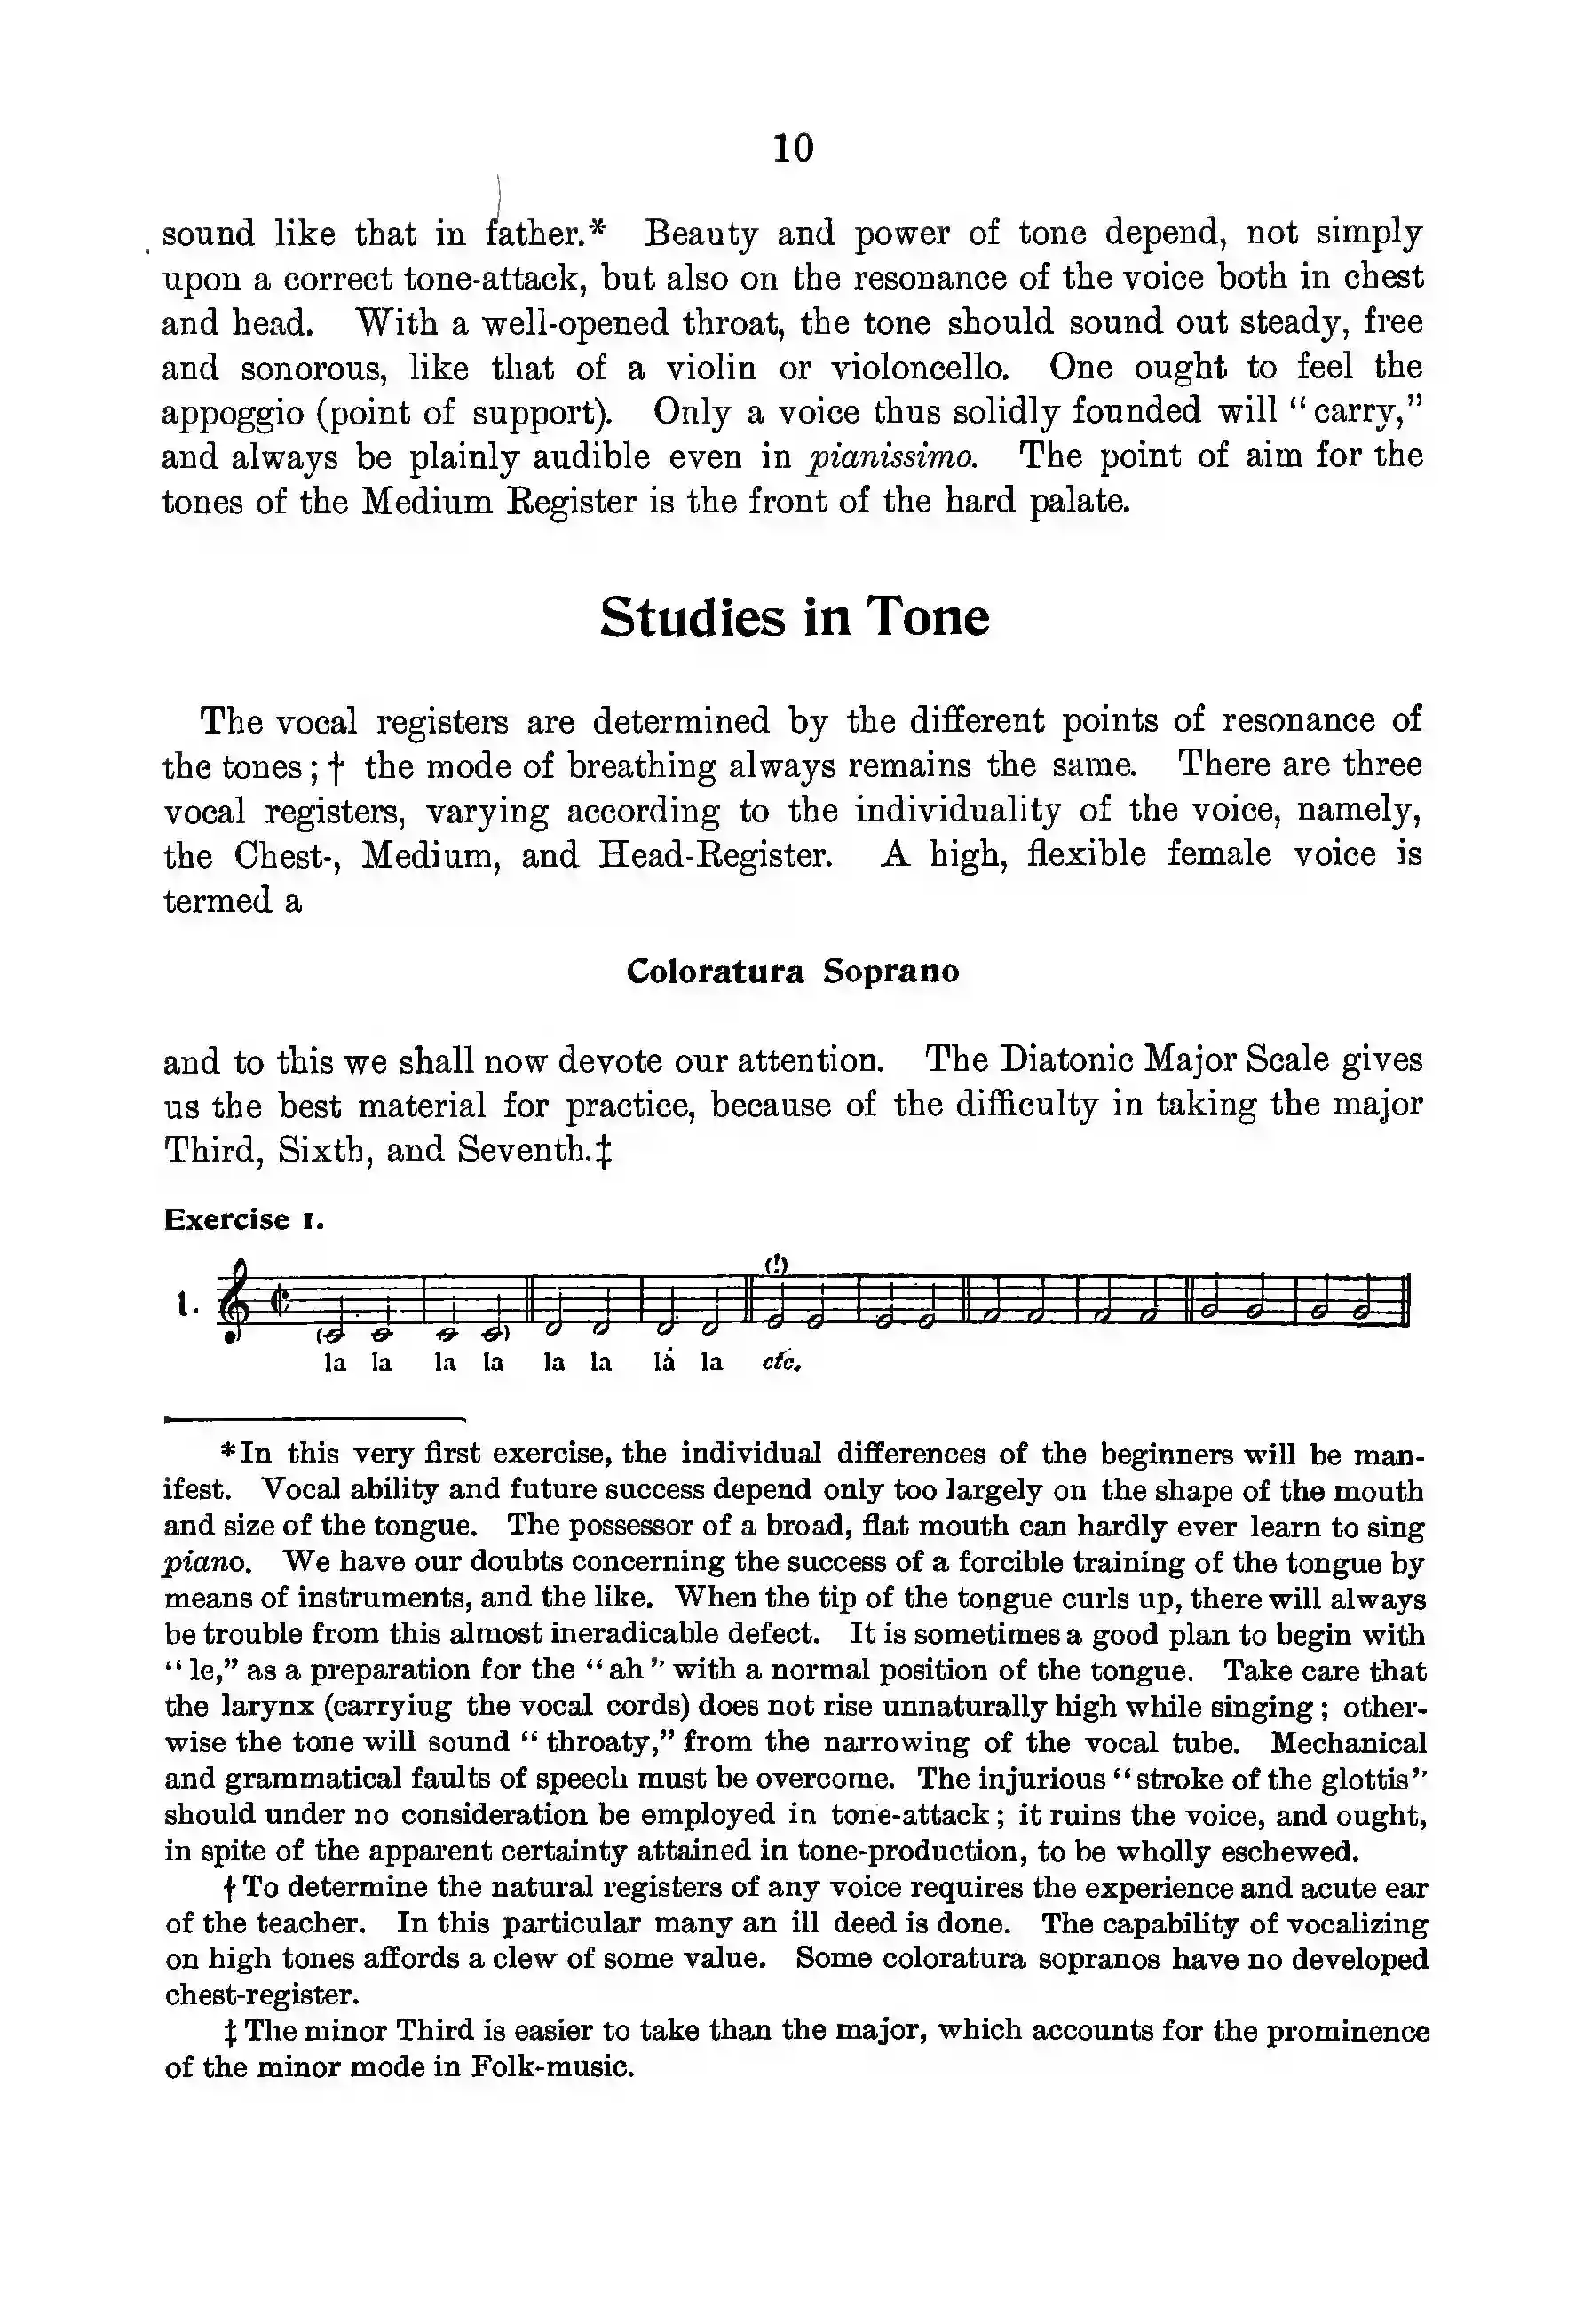 10
sound like that in father.* Beauty and power of tone depend, not simply
upon a correct tone-attack, but also on the resonance of the voice both in chest
and head. With a well-opened throat, the tone should sound out steady, free
and sonorous, like that of a violin or violoncello. One ought to feel the
appoggio (point of support). Only a voice thus solidly founded will “carry,”
and always be plainly audible even in pianissimo. The point of aim for the
tones of the Medium Register is the front of the hard palate.
Studies in Tone
The vocal registers are determined by the different points of resonance of
the tones; † the mode of breathing always remains the same. There are three
vocal registers, varying according to the individuality of the voice, namely,
the Chest-, Medium, and Head-Register. A high, flexible female voice is
termed a
Coloratura Soprano
and to this we shall now devote our attention. The Diatonic Major Scale gives
us the best material for practice, because of the difficulty in taking the major
Third, Sixth, and Seventh.‡
Exercise 1.
(!)
1.
la la la la la la la la etc.
*In this very first exercise, the individual differences of the beginners will be man-
ifest. Vocal ability and future success depend only too largely on the shape of the mouth
and size of the tongue. The possessor of a broad, flat mouth can hardly ever learn to sing
piano. We have our doubts concerning the success of a forcible training of the tongue by
means of instruments, and the like. When the tip of the tongue curls up, there will always
be trouble from this almost ineradicable defect. It is sometimes a good plan to begin with
“le,” as a preparation for the “ah” with a normal position of the tongue. Take care that
the larynx (carrying the vocal cords) does not rise unnaturally high while singing; other-
wise the tone will sound “throaty,” from the narrowing of the vocal tube. Mechanical
and grammatical faults of speech must be overcome. The injurious “stroke of the glottis”
should under no consideration be employed in tone-attack; it ruins the voice, and ought,
in spite of the apparent certainty attained in tone-production, to be wholly eschewed.
† To determine the natural registers of any voice requires the experience and acute ear
of the teacher. In this particular many an ill deed is done. The capability of vocalizing
on high tones affords a clew of some value. Some coloratura sopranos have no developed
chest-register.
‡ The minor Third is easier to take than the major, which accounts for the prominence
of the minor mode in Folk-music.